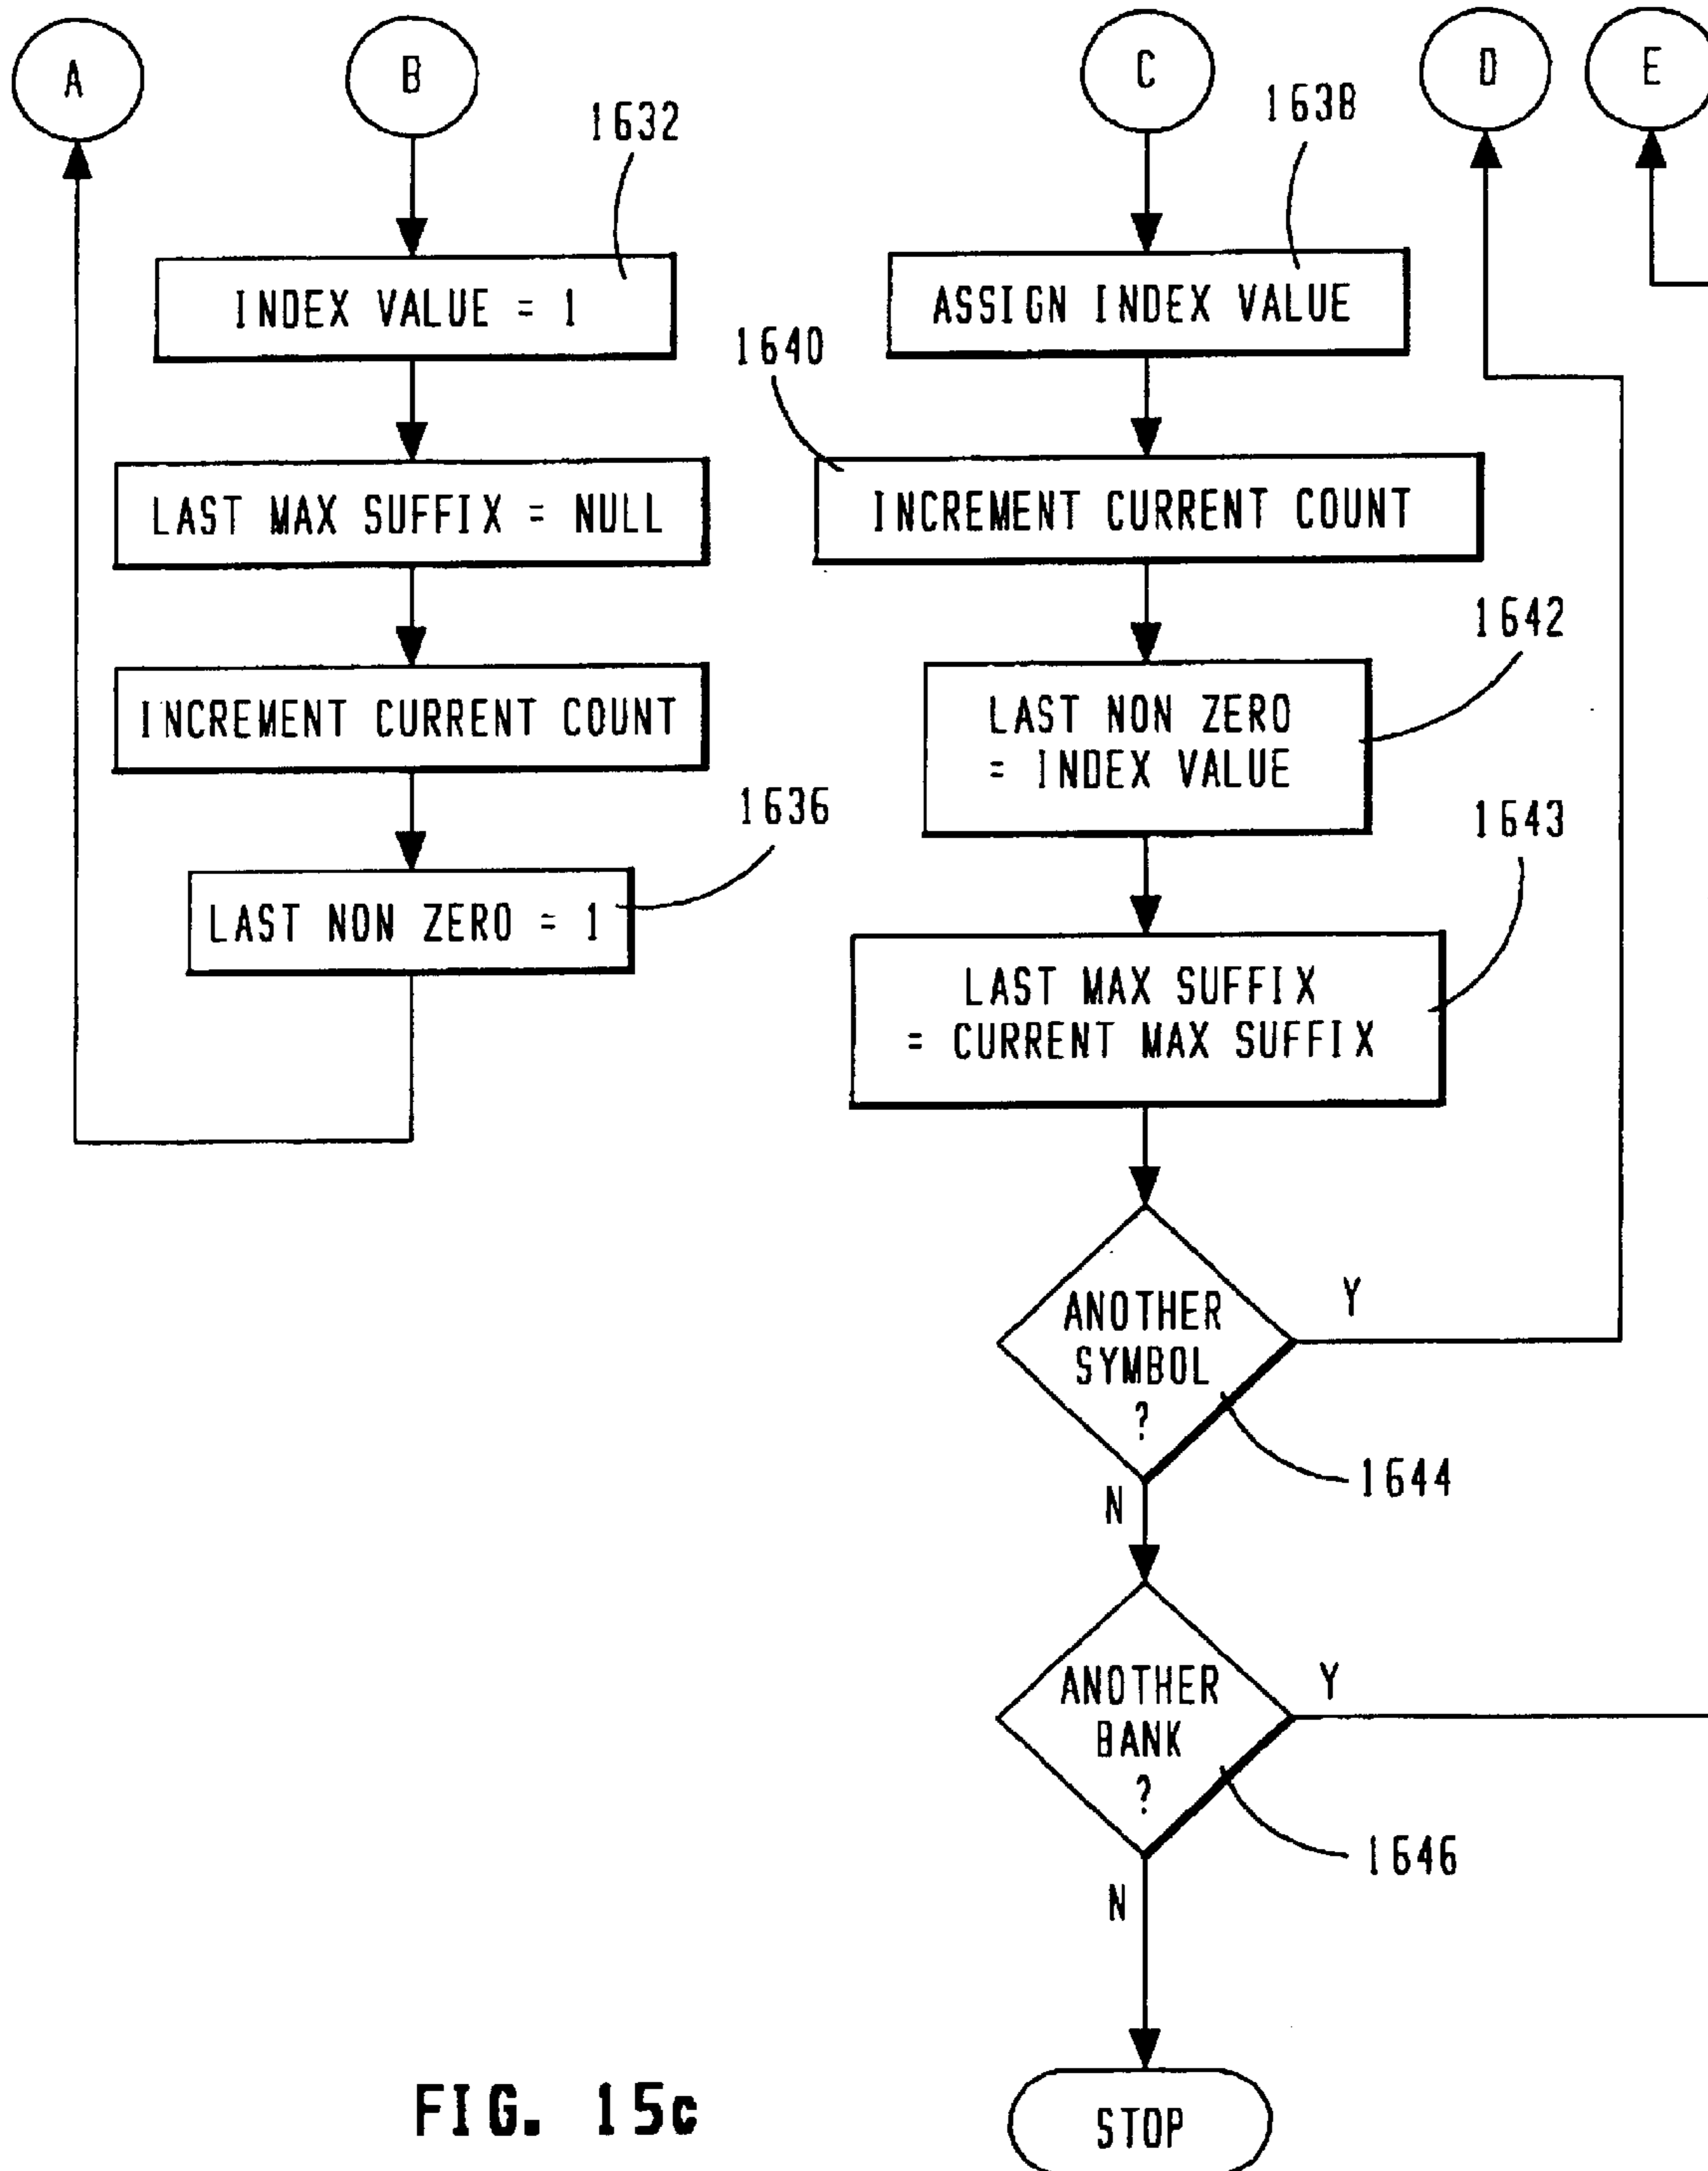 A
B
C
D
E
1632
INDEX VALUE = 1
LAST MAX SUFFIX = NULL
INCREMENT CURRENT COUNT
1636
LAST NON ZERO = 1
1638
ASSIGN INDEX VALUE
1640
INCREMENT CURRENT COUNT
1642
LAST NON ZERO
= INDEX VALUE
1643
LAST MAX SUFFIX
= CURRENT MAX SUFFIX
ANOTHER
SYMBOL
?
Y
1644
N
ANOTHER
BANK
?
Y
1646
N
STOP
FIG. 15c